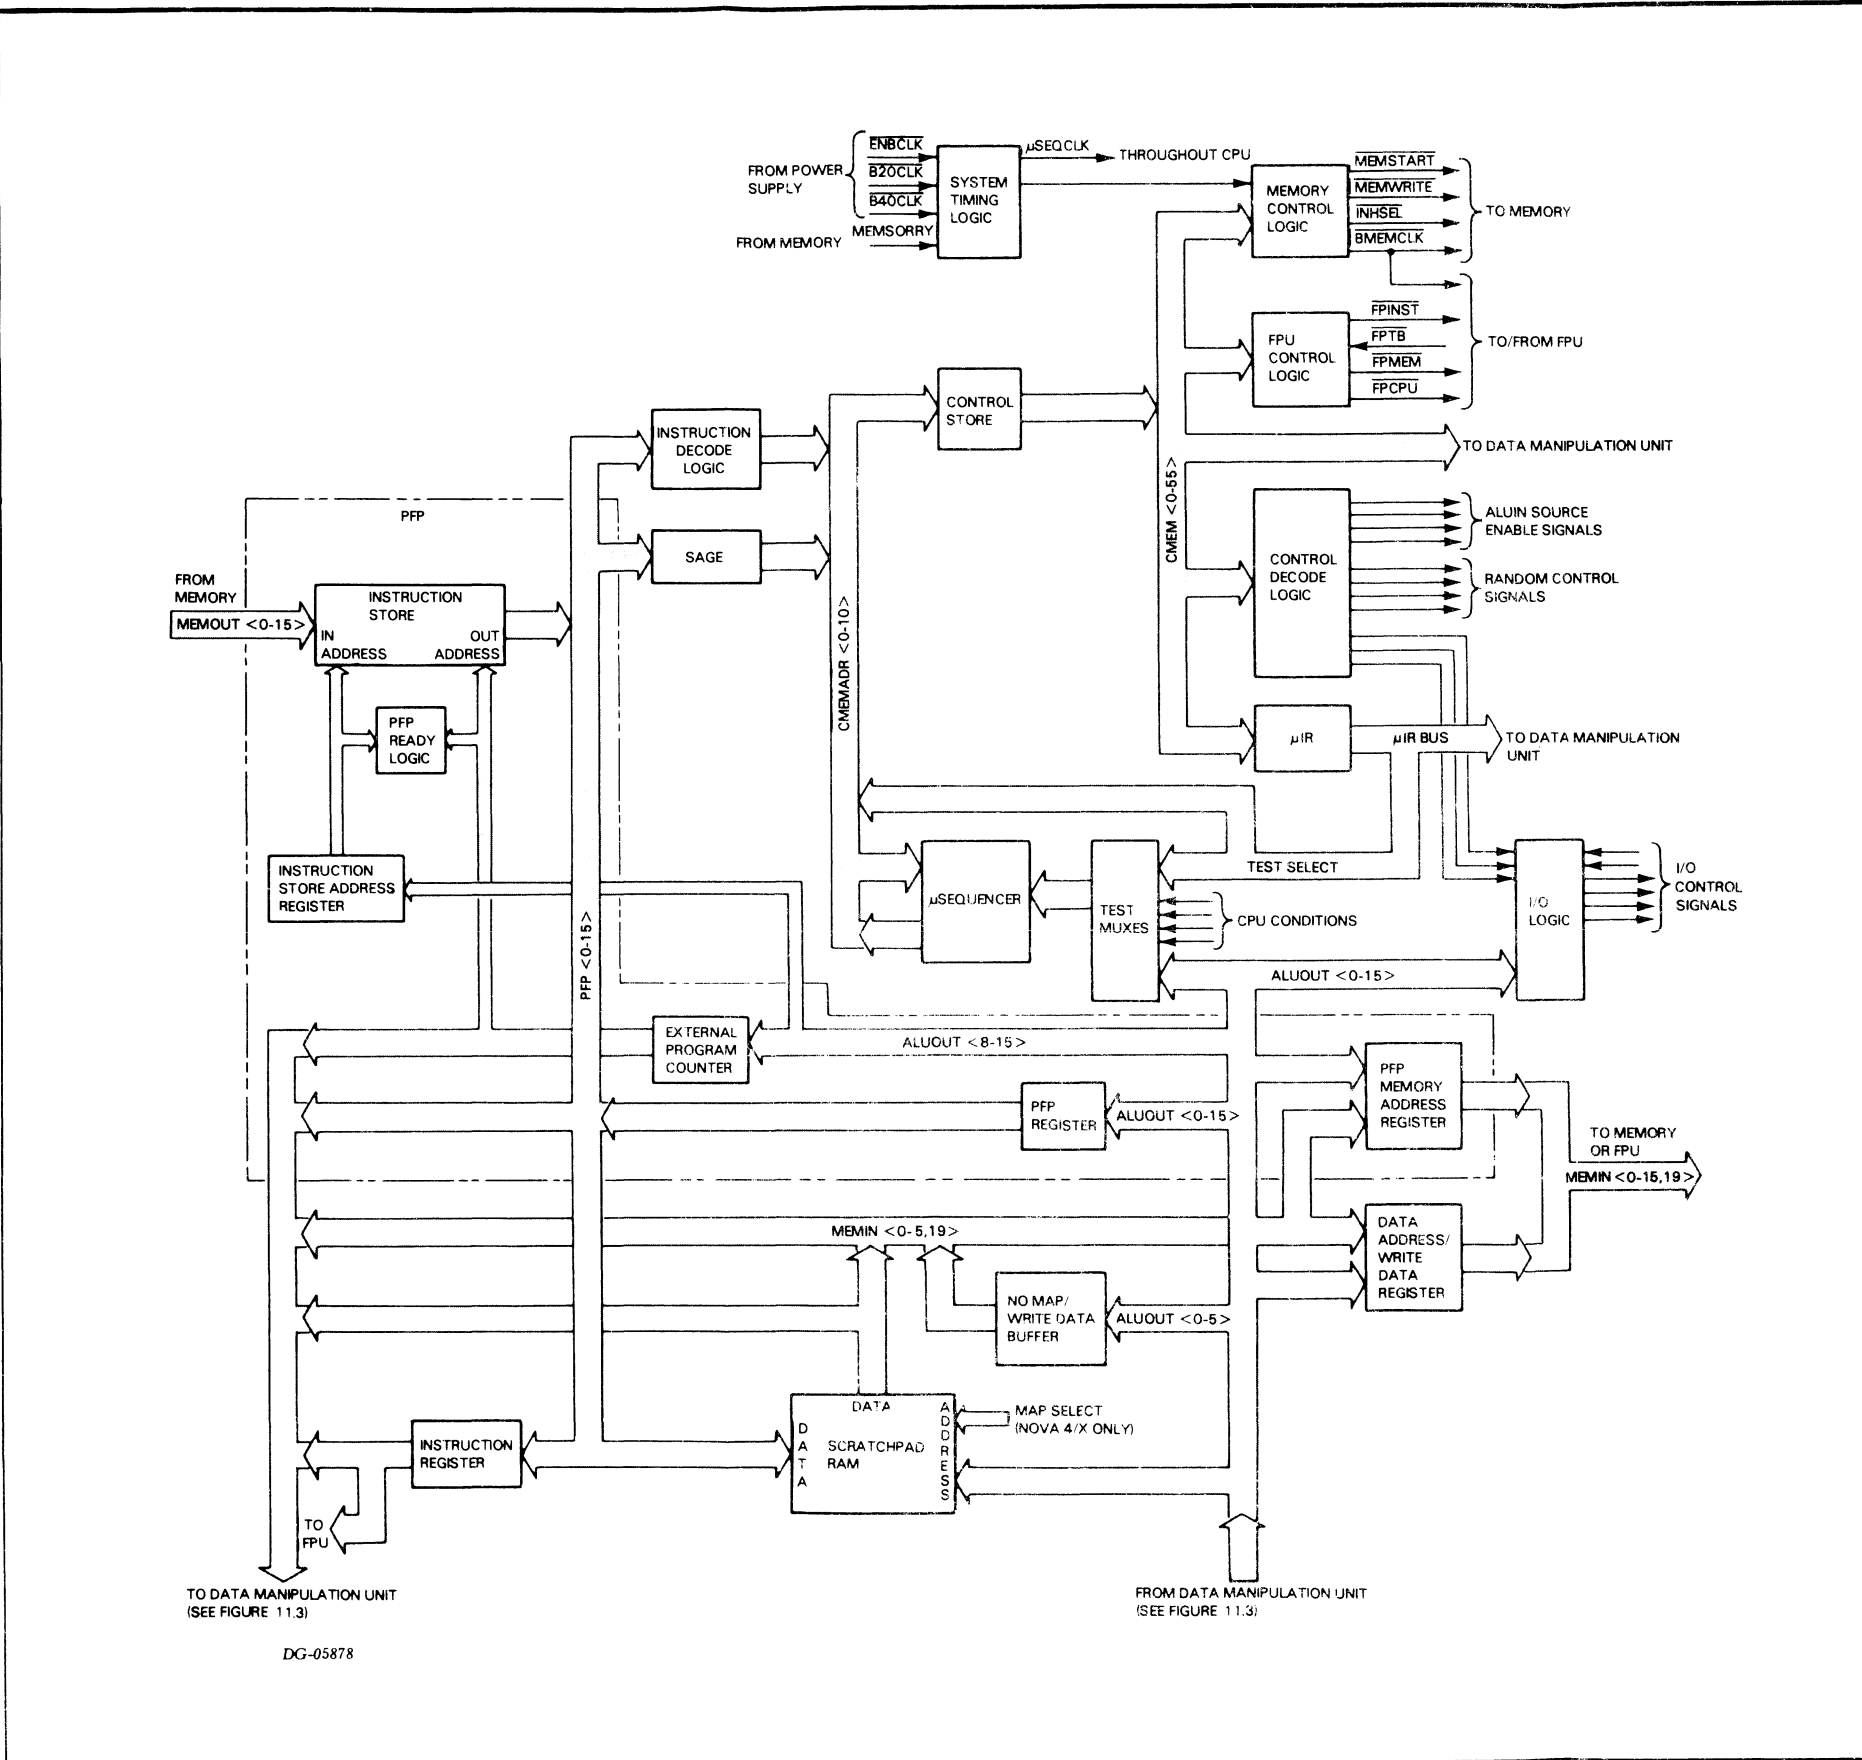 ENBCLK
B20CLK
B40CLK
FROM POWER
SUPPLY
FROM MEMORY
MEMSORRY
SYSTEM
TIMING
LOGIC
μSEQCLK
THROUGHOUT CPU
MEMORY
CONTROL
LOGIC
MEMSTART
MEMWRITE
INHSEL
BMEMCLK
TO MEMORY
FPU
CONTROL
LOGIC
FPINST
FPTB
FPMEM
FPCPU
TO/FROM FPU
CONTROL
STORE
INSTRUCTION
DECODE
LOGIC
TO DATA MANIPULATION UNIT
CMEM <0-55>
PFP
SAGE
ALUIN SOURCE
ENABLE SIGNALS
CONTROL
DECODE
LOGIC
RANDOM CONTROL
SIGNALS
FROM
MEMORY
MEMOUT <0-15>
INSTRUCTION
STORE
IN
ADDRESS
OUT
ADDRESS
CMEMADR <0-10>
PFP
READY
LOGIC
μIR
μIR BUS
TO DATA MANIPULATION
UNIT
INSTRUCTION
STORE ADDRESS
REGISTER
μSEQUENCER
TEST
MUXES
TEST SELECT
CPU CONDITIONS
I/O
LOGIC
I/O
CONTROL
SIGNALS
PFP <0-15>
ALUOUT <0-15>
EXTERNAL
PROGRAM
COUNTER
ALUOUT <8-15>
PFP
MEMORY
ADDRESS
REGISTER
PFP
REGISTER
ALUOUT <0-15>
TO MEMORY
OR FPU
MEMIN <0-15,19>
MEMIN <0-5,19>
DATA
ADDRESS/
WRITE
DATA
REGISTER
NO MAP/
WRITE DATA
BUFFER
ALUOUT <0-5>
INSTRUCTION
REGISTER
DATA
DATA
SCRATCHPAD
RAM
ADDRESS
MAP SELECT
(NOVA 4/X ONLY)
TO
FPU
TO DATA MANIPULATION UNIT
(SEE FIGURE 11.3)
FROM DATA MANIPULATION UNIT
(SEE FIGURE 11.3)
DG-05878